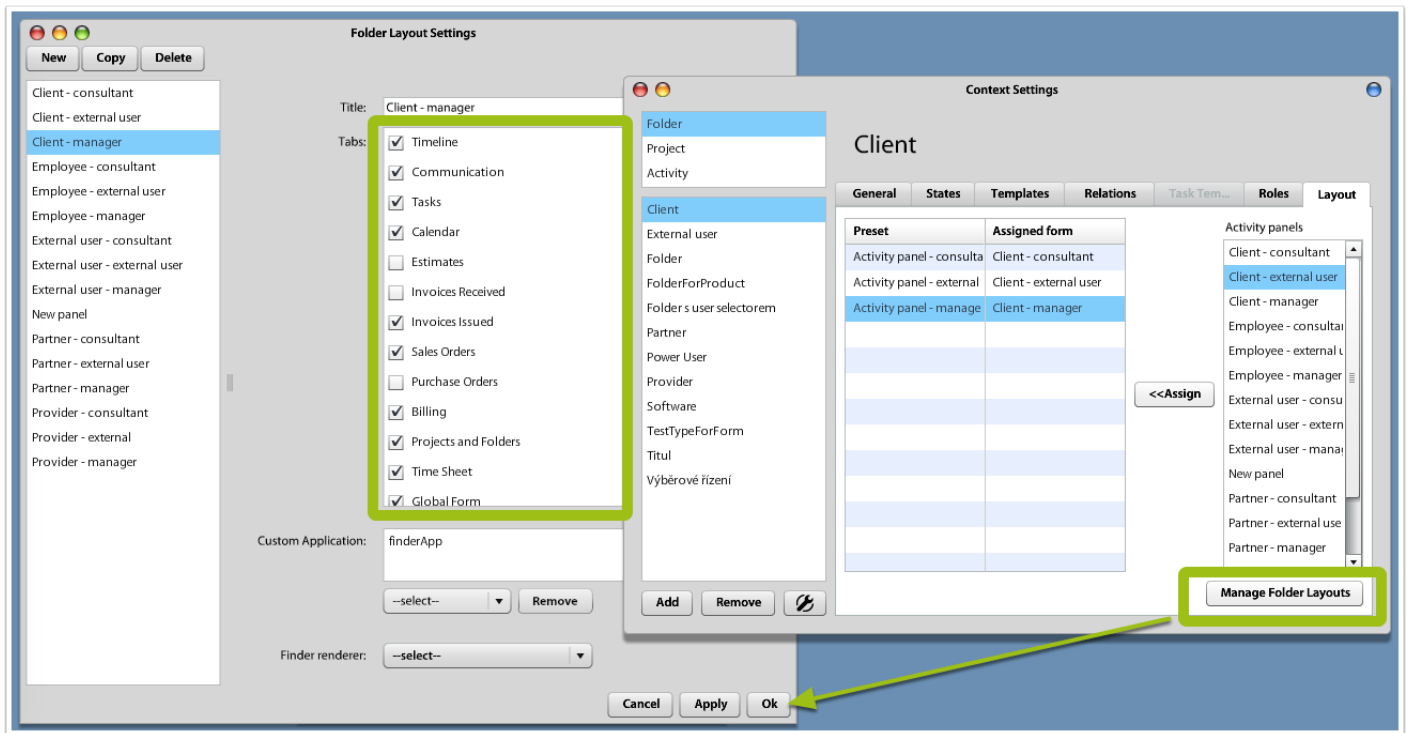 Folder Layout Settings
New
Copy
Delete
Client - consultant
Client - external user
Client - manager
Employee - consultant
Employee - external user
Employee - manager
External user - consultant
External user - external user
External user - manager
New panel
Partner - consultant
Partner - external user
Partner - manager
Provider - consultant
Provider - external
Provider - manager
Title:
Client - manager
Tabs:
Timeline
Communication
Tasks
Calendar
Estimates
Invoices Received
Invoices Issued
Sales Orders
Purchase Orders
Billing
Projects and Folders
Time Sheet
Global Form
Custom Application:
finderApp
--select--
Remove
Finder renderer:
--select--
Cancel
Apply
Ok
Context Settings
Folder
Project
Activity
Client
External user
Folder
FolderForProduct
Folder s user selectorem
Partner
Power User
Provider
Software
TestTypeForForm
Titul
Výběrové řízení
Add
Remove
Client
General
States
Templates
Relations
Task Tem...
Roles
Layout
Preset
Assigned form
Activity panel - consulta
Client - consultant
Activity panel - external
Client - external user
Activity panel - manage
Client - manager
<<Assign
Activity panels
Client - consultant
Client - external user
Client - manager
Employee - consultai
Employee - external
Employee - manager
External user - consu
External user - extern
External user - mana
New panel
Partner - consultant
Partner - external use
Partner - manager
Manage Folder Layouts